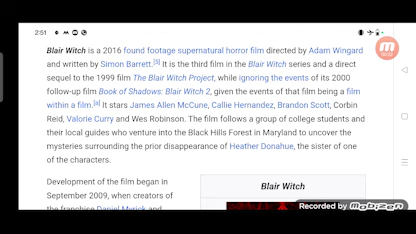 2:51
Blair Witch is a 2016 found footage supernatural horror film directed by Adam Wingard
and written by Simon Barrett.[5] It is the third film in the Blair Witch series and a direct
sequel to the 1999 film The Blair Witch Project, while ignoring the events of its 2000
follow-up film Book of Shadows: Blair Witch 2, given the events of that film being a film
within a film.[a] It stars James Allen McCune, Callie Hernandez, Brandon Scott, Corbin
Reid, Valorie Curry and Wes Robinson. The film follows a group of college students and
their local guides who venture into the Black Hills Forest in Maryland to uncover the
mysteries surrounding the prior disappearance of Heather Donahue, the sister of one
of the characters.
Development of the film began in
September 2009, when creators of
the franchise Daniel Myrick and
Blair Witch
Recorded by Mobizen